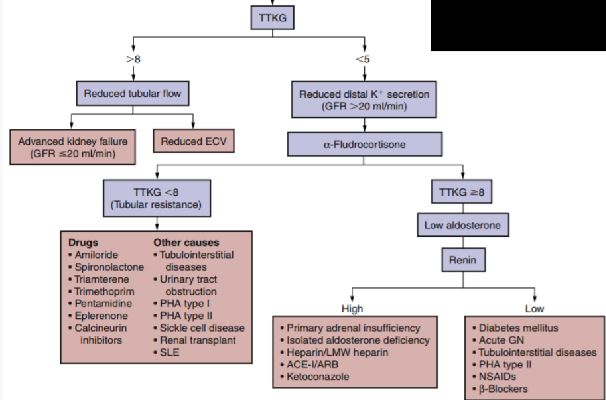 TTKG
>8
<5
Reduced tubular flow
Reduced distal K⁺ secretion
(GFR >20 ml/min)
Advanced kidney failure
(GFR ≤20 ml/min)
Reduced ECV
α-Fludrocortisone
TTKG <8
(Tubular resistance)
TTKG ≥8
Low aldosterone
Renin
Drugs
▪ Amiloride
▪ Spironolactone
▪ Triamterene
▪ Trimethoprim
▪ Pentamidine
▪ Eplerenone
▪ Calcineurin
inhibitors
Other causes
▪ Tubulointerstitial
diseases
▪ Urinary tract
obstruction
▪ PHA type I
▪ PHA type II
▪ Sickle cell disease
▪ Renal transplant
▪ SLE
High
▪ Primary adrenal insufficiency
▪ Isolated aldosterone deficiency
▪ Heparin/LMW heparin
▪ ACE-I/ARB
▪ Ketoconazole
Low
▪ Diabetes mellitus
▪ Acute GN
▪ Tubulointerstitial diseases
▪ PHA type II
▪ NSAIDs
▪ β-Blockers